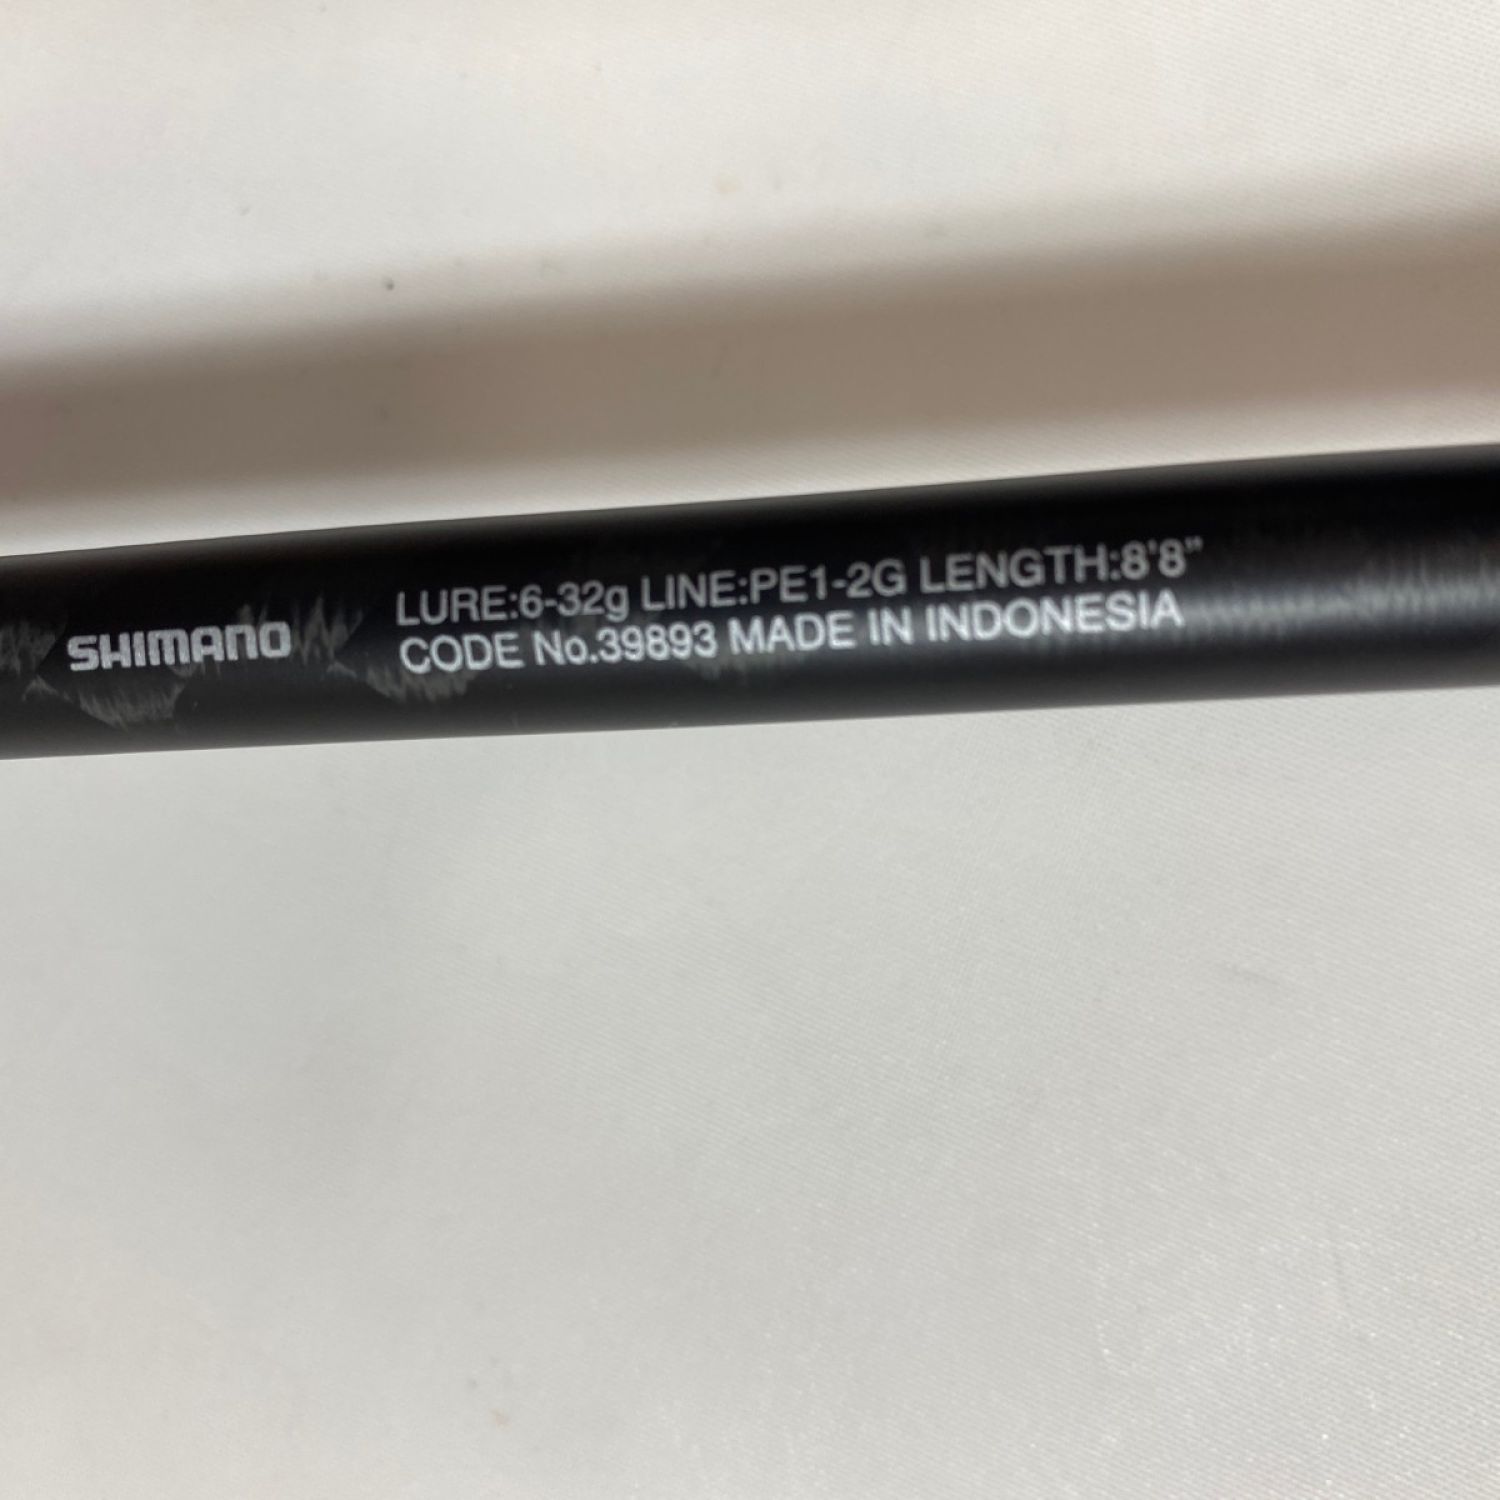 SHIMANO
LURE:6-32g LINE:PE1-2G LENGTH:8'8"
CODE No.39893 MADE IN INDONESIA